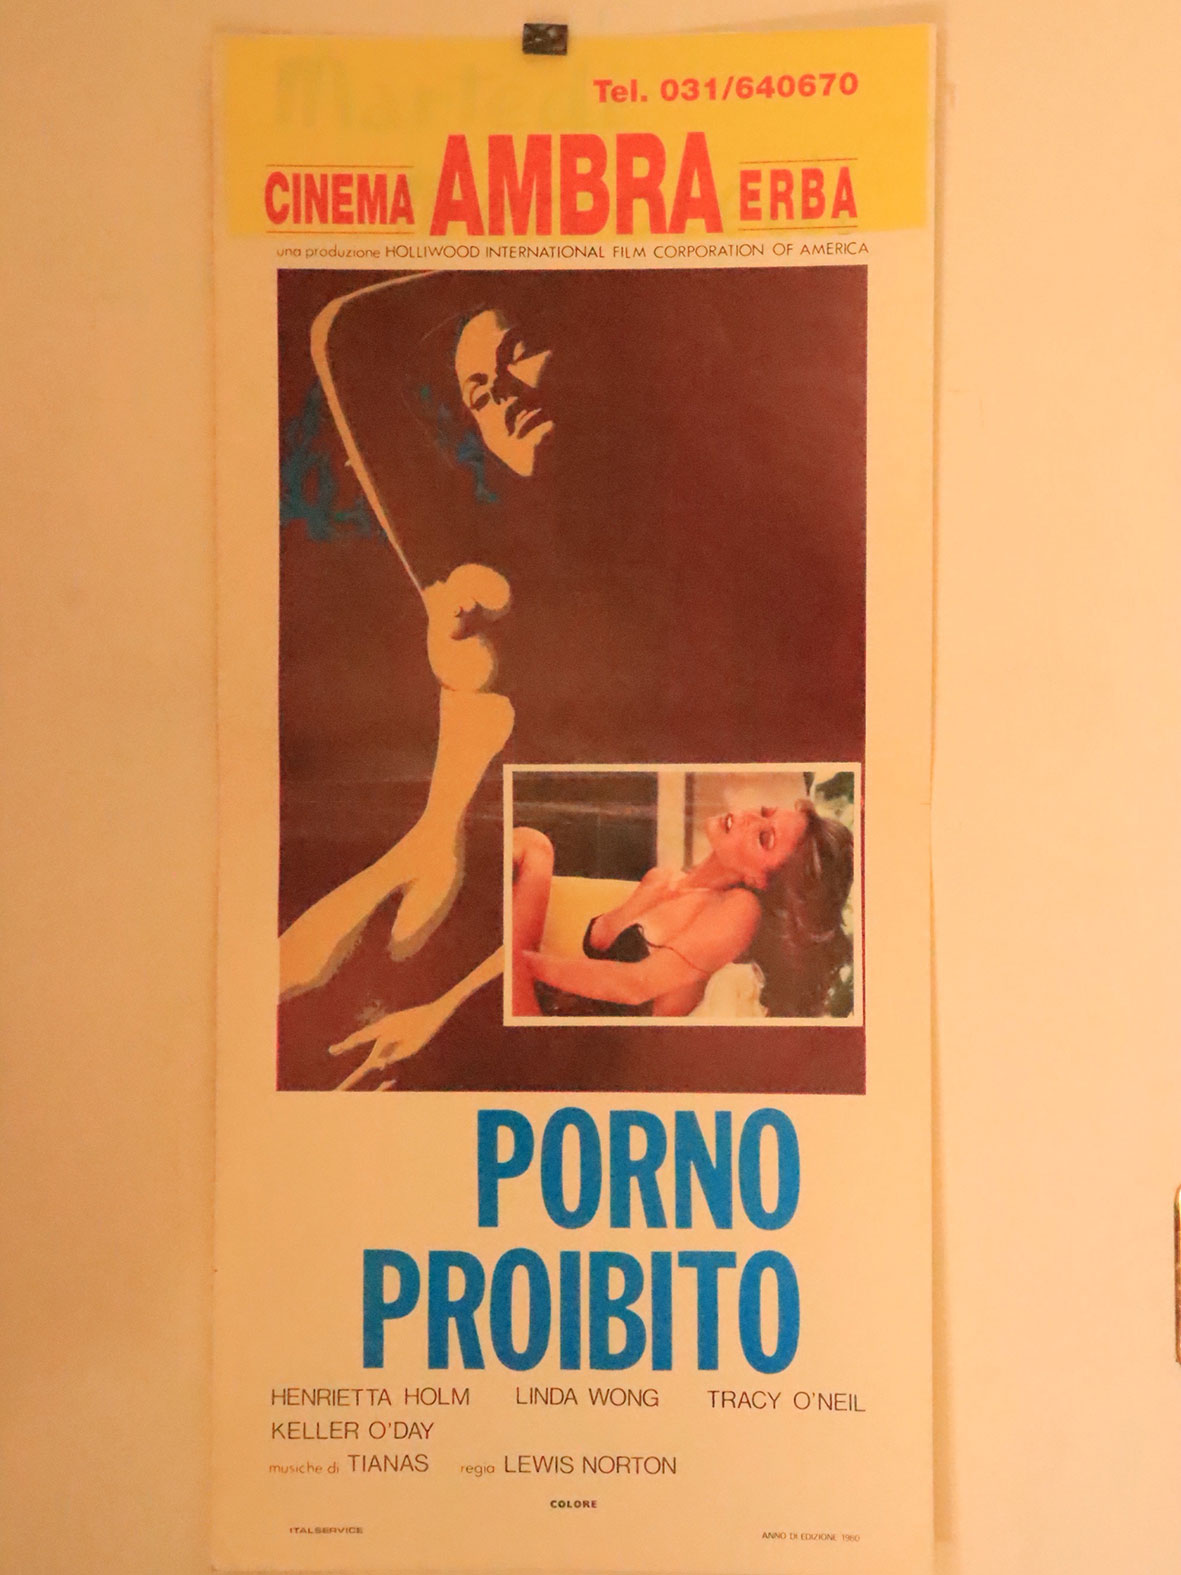 Tel. 031/640670
CINEMA AMBRA ERBA
una produzione HOLLIWOOD INTERNATIONAL FILM CORPORATION OF AMERICA
PORNO
PROIBITO
HENRIETTA HOLM LINDA WONG TRACY O'NEIL
KELLER O'DAY
musiche di TIANAS regia LEWIS NORTON
COLORE
ITALSERVICE
ANNO DI EDIZIONE 1980